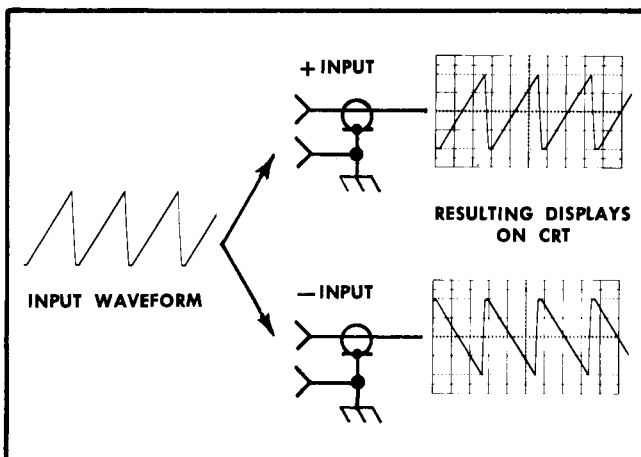 + INPUT
RESULTING DISPLAYS
ON CRT
INPUT WAVEFORM
– INPUT